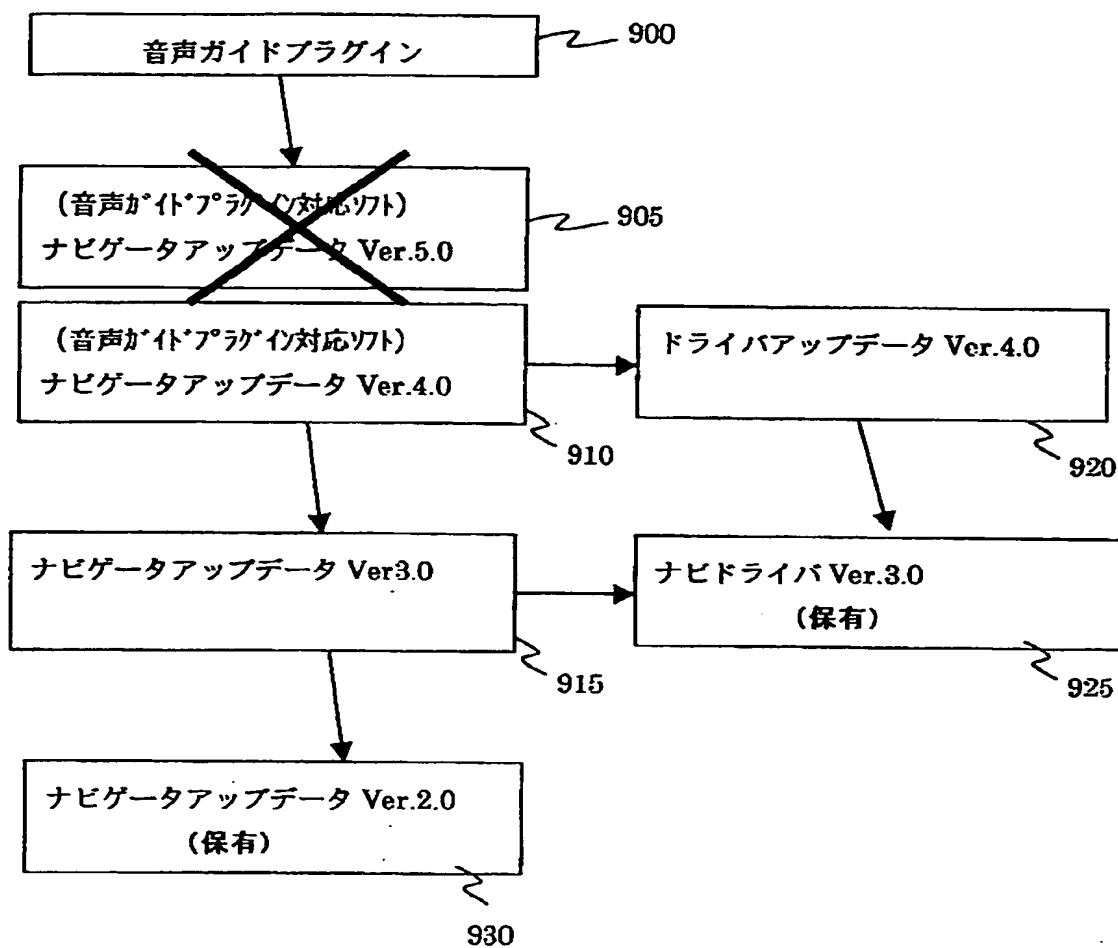 音声ガイドプラグイン
900
(音声ｶﾞｲﾄﾞﾌﾟﾗｸﾞｲﾝ対応ｿﾌﾄ)
ナビゲータアップデータ Ver.5.0
905
(音声ｶﾞｲﾄﾞﾌﾟﾗｸﾞｲﾝ対応ｿﾌﾄ)
ナビゲータアップデータ Ver.4.0
910
ドライバアップデータ Ver.4.0
920
ナビゲータアップデータ Ver3.0
915
ナビドライバ Ver.3.0
(保有)
925
ナビゲータアップデータ Ver.2.0
(保有)
930